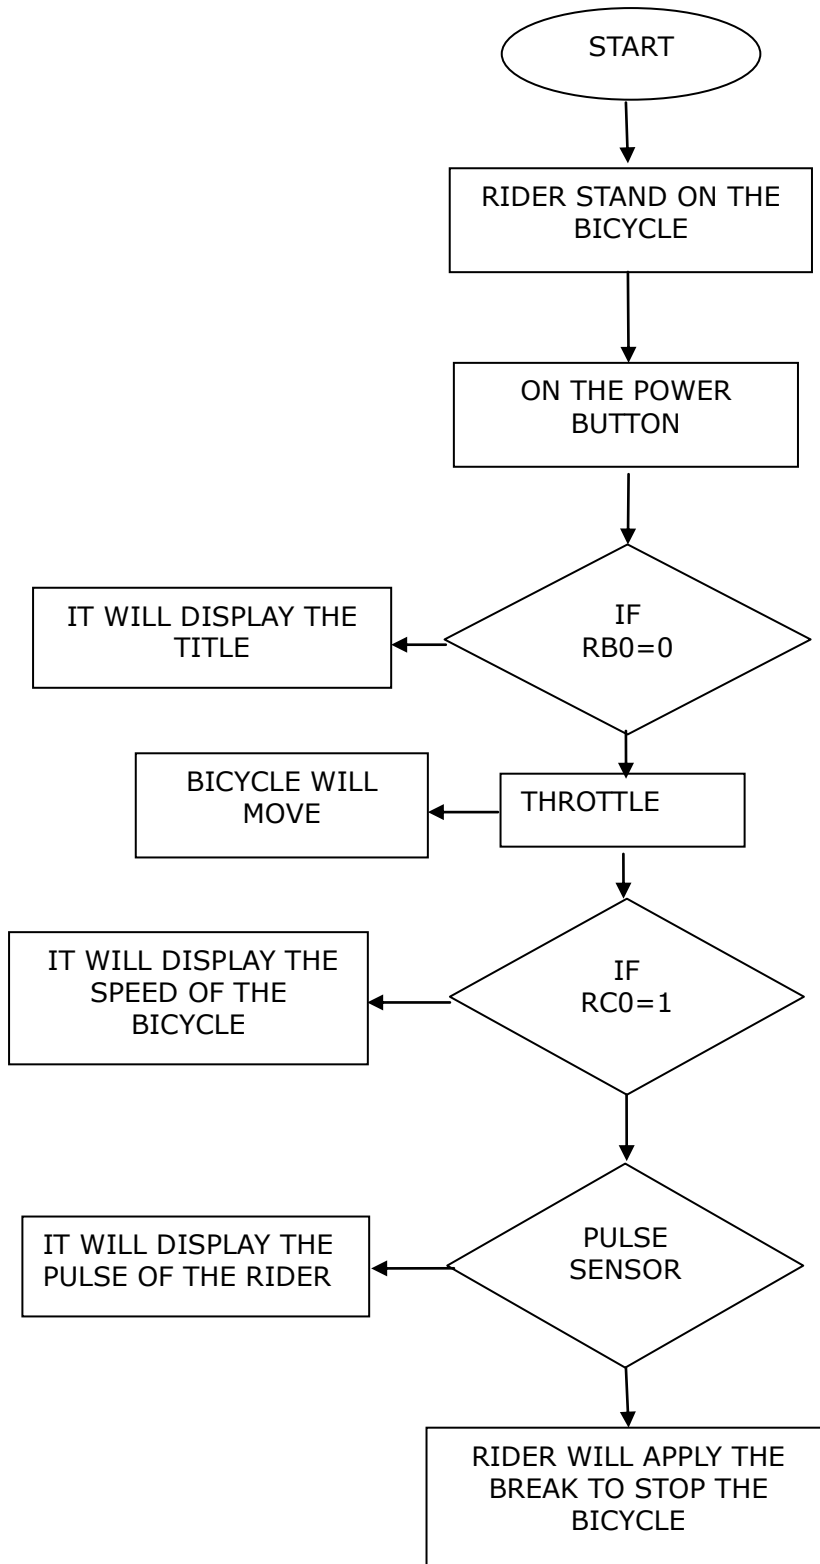 START
RIDER STAND ON THE
BICYCLE
ON THE POWER
BUTTON
IF
RB0=0
IT WILL DISPLAY THE
TITLE
THROTTLE
BICYCLE WILL
MOVE
IF
RC0=1
IT WILL DISPLAY THE
SPEED OF THE
BICYCLE
PULSE
SENSOR
IT WILL DISPLAY THE
PULSE OF THE RIDER
RIDER WILL APPLY THE
BREAK TO STOP THE
BICYCLE